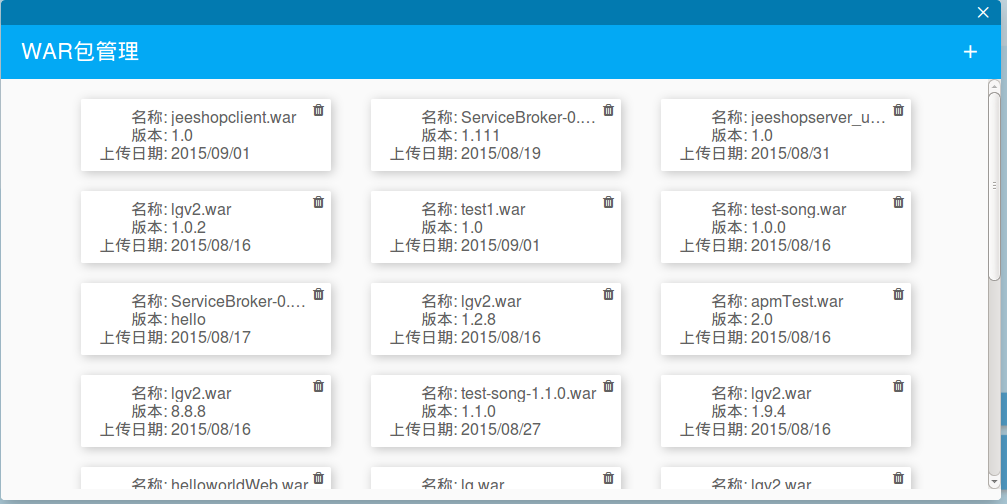 WAR包管理
名称: jeeshopclient.war
版本: 1.0
上传日期: 2015/09/01
名称: ServiceBroker-0....
版本: 1.111
上传日期: 2015/08/19
名称: jeeshopserver_u...
版本: 1.0
上传日期: 2015/08/31
名称: lgv2.war
版本: 1.0.2
上传日期: 2015/08/16
名称: test1.war
版本: 1.0
上传日期: 2015/09/01
名称: test-song.war
版本: 1.0.0
上传日期: 2015/08/16
名称: ServiceBroker-0....
版本: hello
上传日期: 2015/08/17
名称: lgv2.war
版本: 1.2.8
上传日期: 2015/08/16
名称: apmTest.war
版本: 2.0
上传日期: 2015/08/16
名称: lgv2.war
版本: 8.8.8
上传日期: 2015/08/16
名称: test-song-1.1.0.war
版本: 1.1.0
上传日期: 2015/08/27
名称: lgv2.war
版本: 1.9.4
上传日期: 2015/08/16
名称: helloworldWeb.war
名称: lg.war
名称: lgv2.war